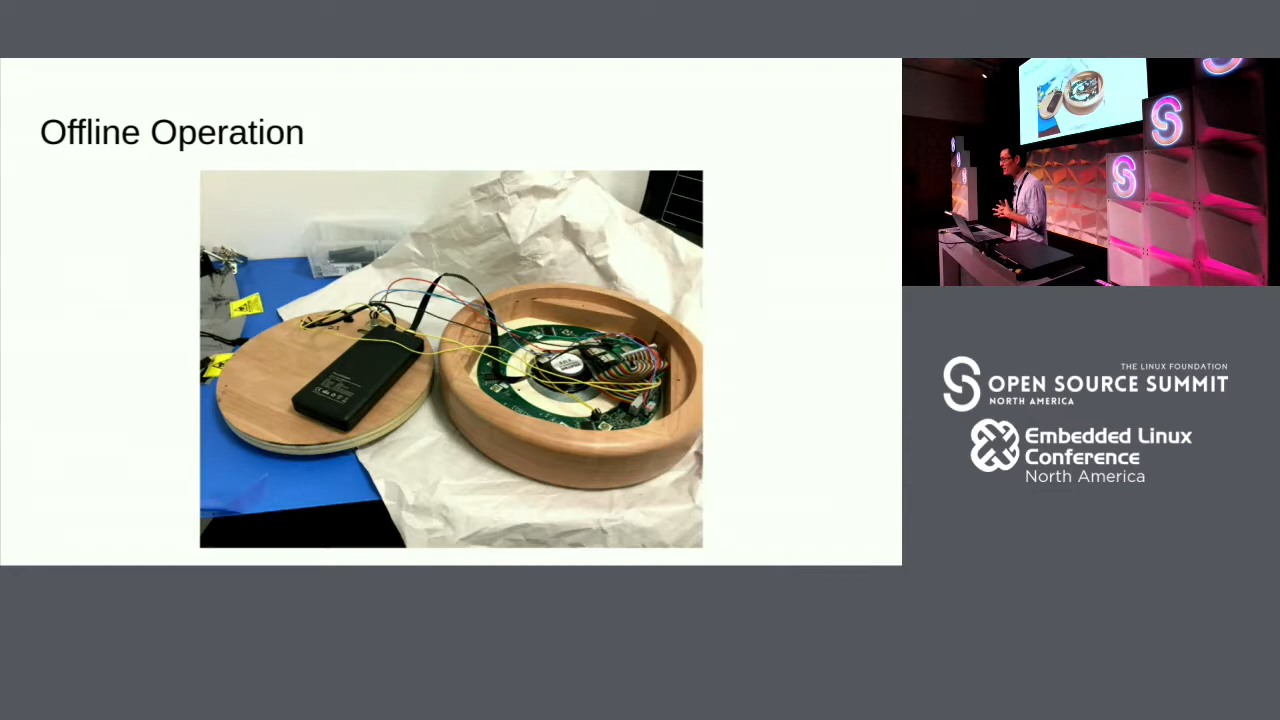 Offline Operation
THE LINUX FOUNDATION
OPEN SOURCE SUMMIT
NORTH AMERICA
Embedded Linux
Conference
North America